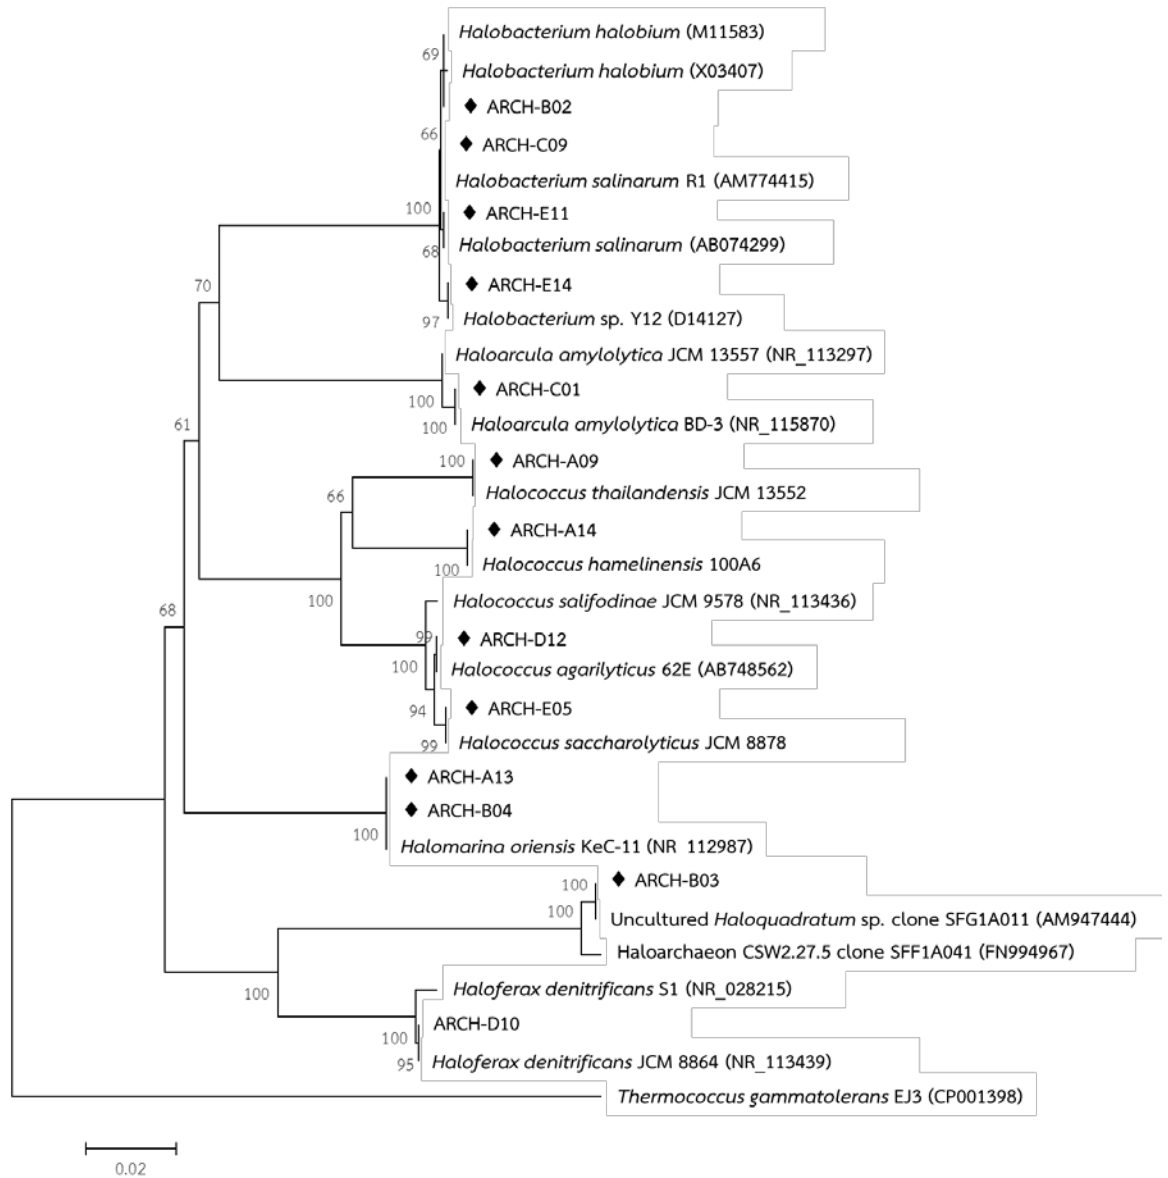 Halobacterium halobium (M11583)
69
Halobacterium halobium (X03407)
ARCH-B02
66
ARCH-C09
Halobacterium salinarum R1 (AM774415)
100
ARCH-E11
Halobacterium salinarum (AB074299)
68
70
ARCH-E14
Halobacterium sp. Y12 (D14127)
97
Haloarcula amylolytica JCM 13557 (NR_113297)
ARCH-C01
100
Haloarcula amylolytica BD-3 (NR_115870)
100
61
ARCH-A09
100
Halococcus thailandensis JCM 13552
66
ARCH-A14
Halococcus hamelinensis 100A6
100
Halococcus salifodinae JCM 9578 (NR_113436)
100
68
99
ARCH-D12
100
Halococcus agarilyticus 62E (AB748562)
ARCH-E05
94
Halococcus saccharolyticus JCM 8878
99
ARCH-A13
ARCH-B04
100
Halomarina oriensis KeC-11 (NR 112987)
ARCH-B03
100
100
Uncultured Haloquadratum sp. clone SFG1A011 (AM947444)
Haloarchaeon CSW2.27.5 clone SFF1A041 (FN994967)
Haloferax denitrificans S1 (NR_028215)
100
ARCH-D10
100
Haloferax denitrificans JCM 8864 (NR_113439)
95
Thermococcus gammatolerans EJ3 (CP001398)
0.02